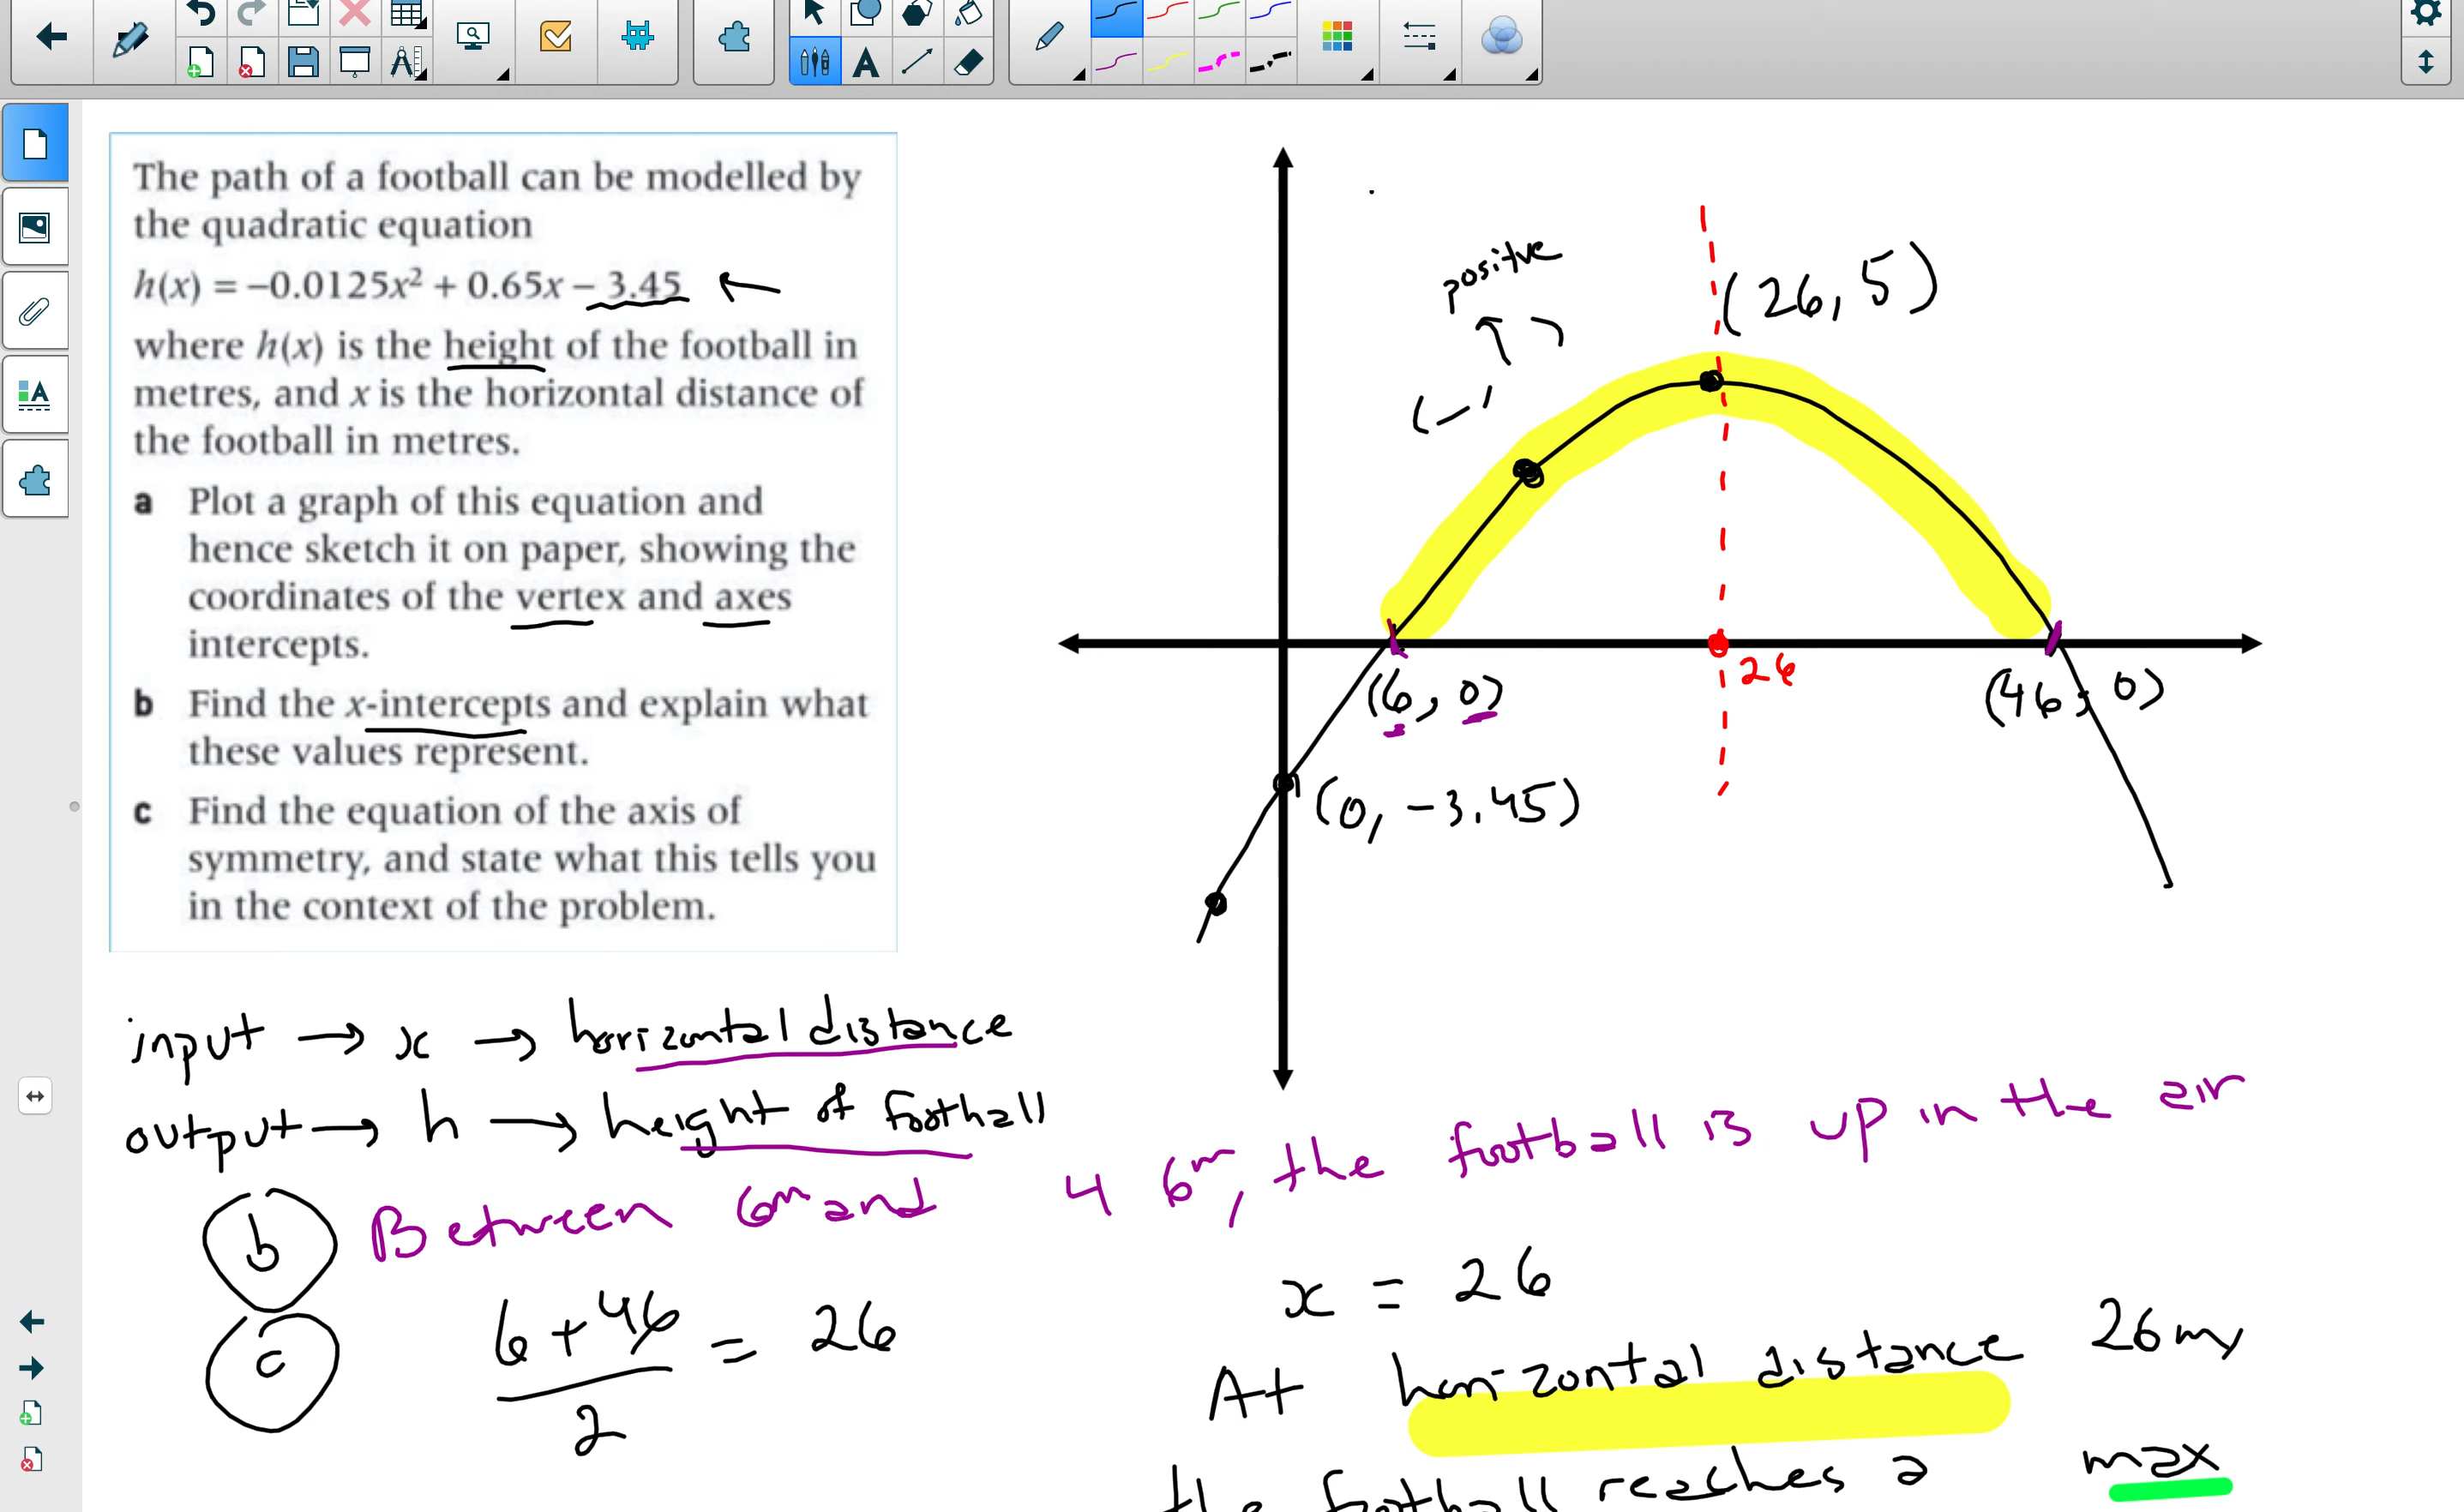 The path of a football can be modelled by
the quadratic equation
h(x) = −0.0125x² + 0.65x − 3.45
where h(x) is the height of the football in
metres, and x is the horizontal distance of
the football in metres.
a Plot a graph of this equation and
hence sketch it on paper, showing the
coordinates of the vertex and axes
intercepts.
b Find the x-intercepts and explain what
these values represent.
c Find the equation of the axis of
symmetry, and state what this tells you
in the context of the problem.
positive
(26, 5)
26
(6, 0)
(46, 0)
(0, -3.45)
input → x → horizontal distance
output → h → height of football
b Between 6m and 46m, the football is up in the air
c 6+46 / 2 = 26
x = 26
At horizontal distance 26m,
the football reaches a max